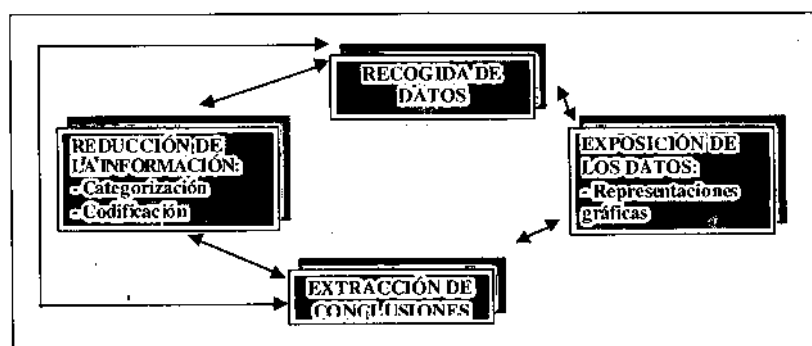 RECOGIDA DE
DATOS
REDUCCIÓN DE
LA INFORMACIÓN:
- Categorización
- Codificación
EXPOSICIÓN DE
LOS DATOS:
- Representaciones
gráficas
EXTRACCIÓN DE
CONCLUSIONES